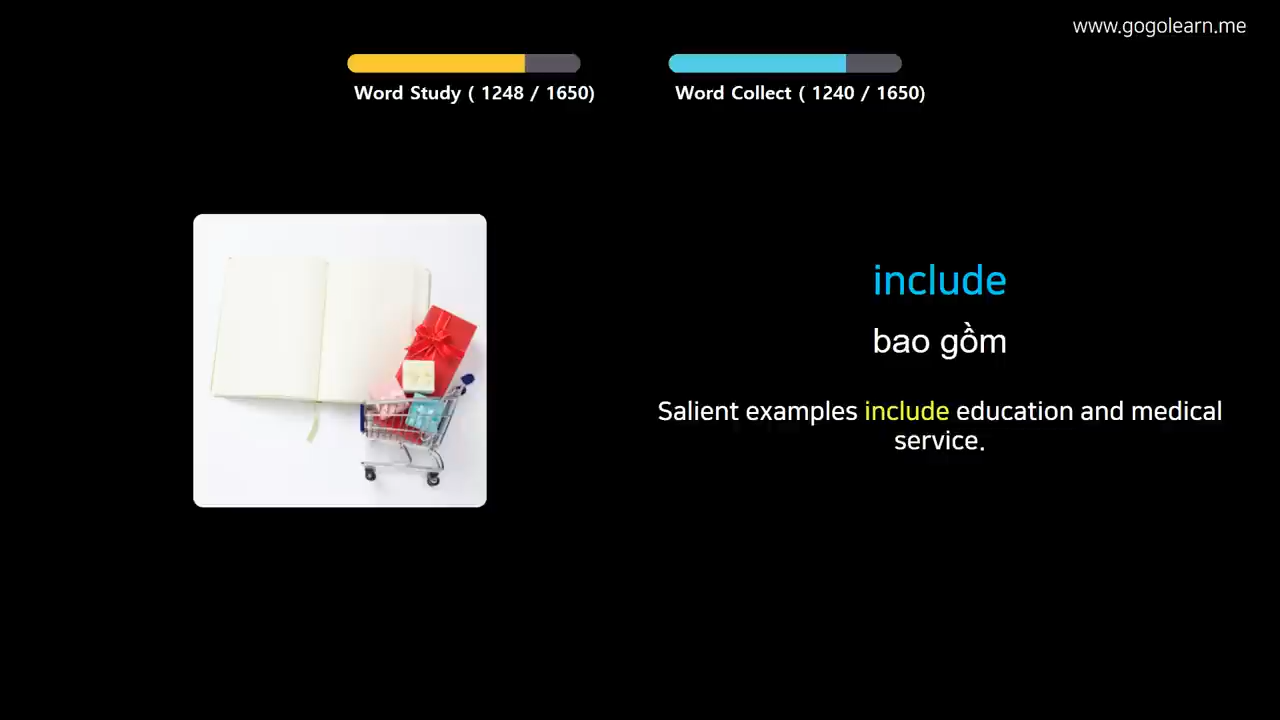 www.gogolearn.me
Word Study ( 1248 / 1650)
Word Collect ( 1240 / 1650)
include
bao gồm
Salient examples include education and medical
service.